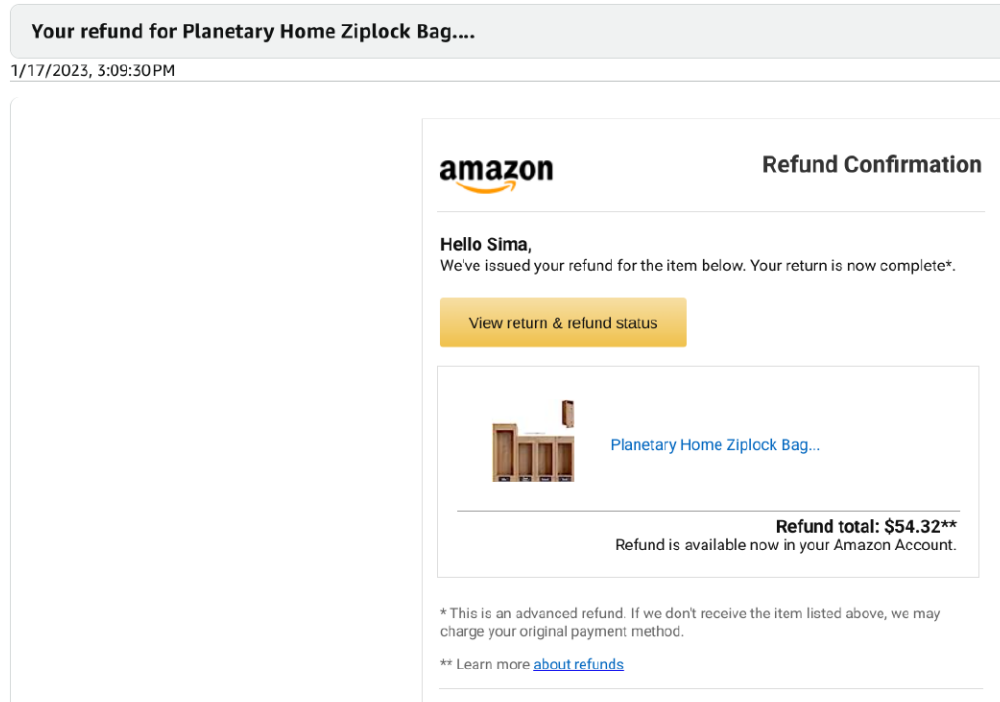 Your refund for Planetary Home Ziplock Bag....
1/17/2023, 3:09:30PM
amazon
Refund Confirmation
Hello Sima,
We've issued your refund for the item below. Your return is now complete*.
View return & refund status
Planetary Home Ziplock Bag...
Refund total: $54.32**
Refund is available now in your Amazon Account.
* This is an advanced refund. If we don't receive the item listed above, we may
charge your original payment method.
** Learn more about refunds